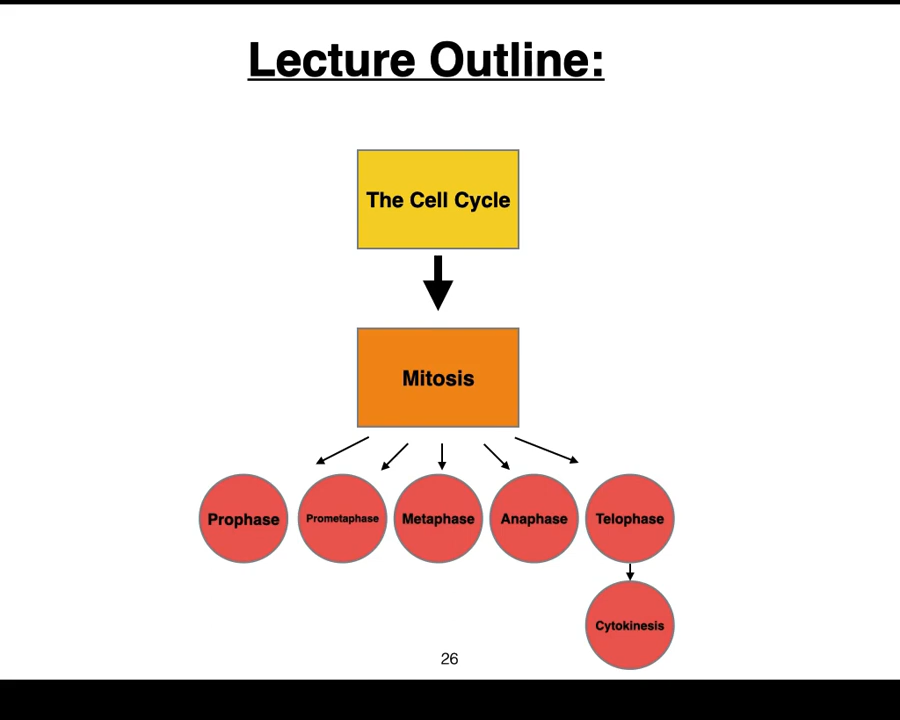 Lecture Outline:
The Cell Cycle
Mitosis
Prophase
Prometaphase
Metaphase
Anaphase
Telophase
Cytokinesis
26